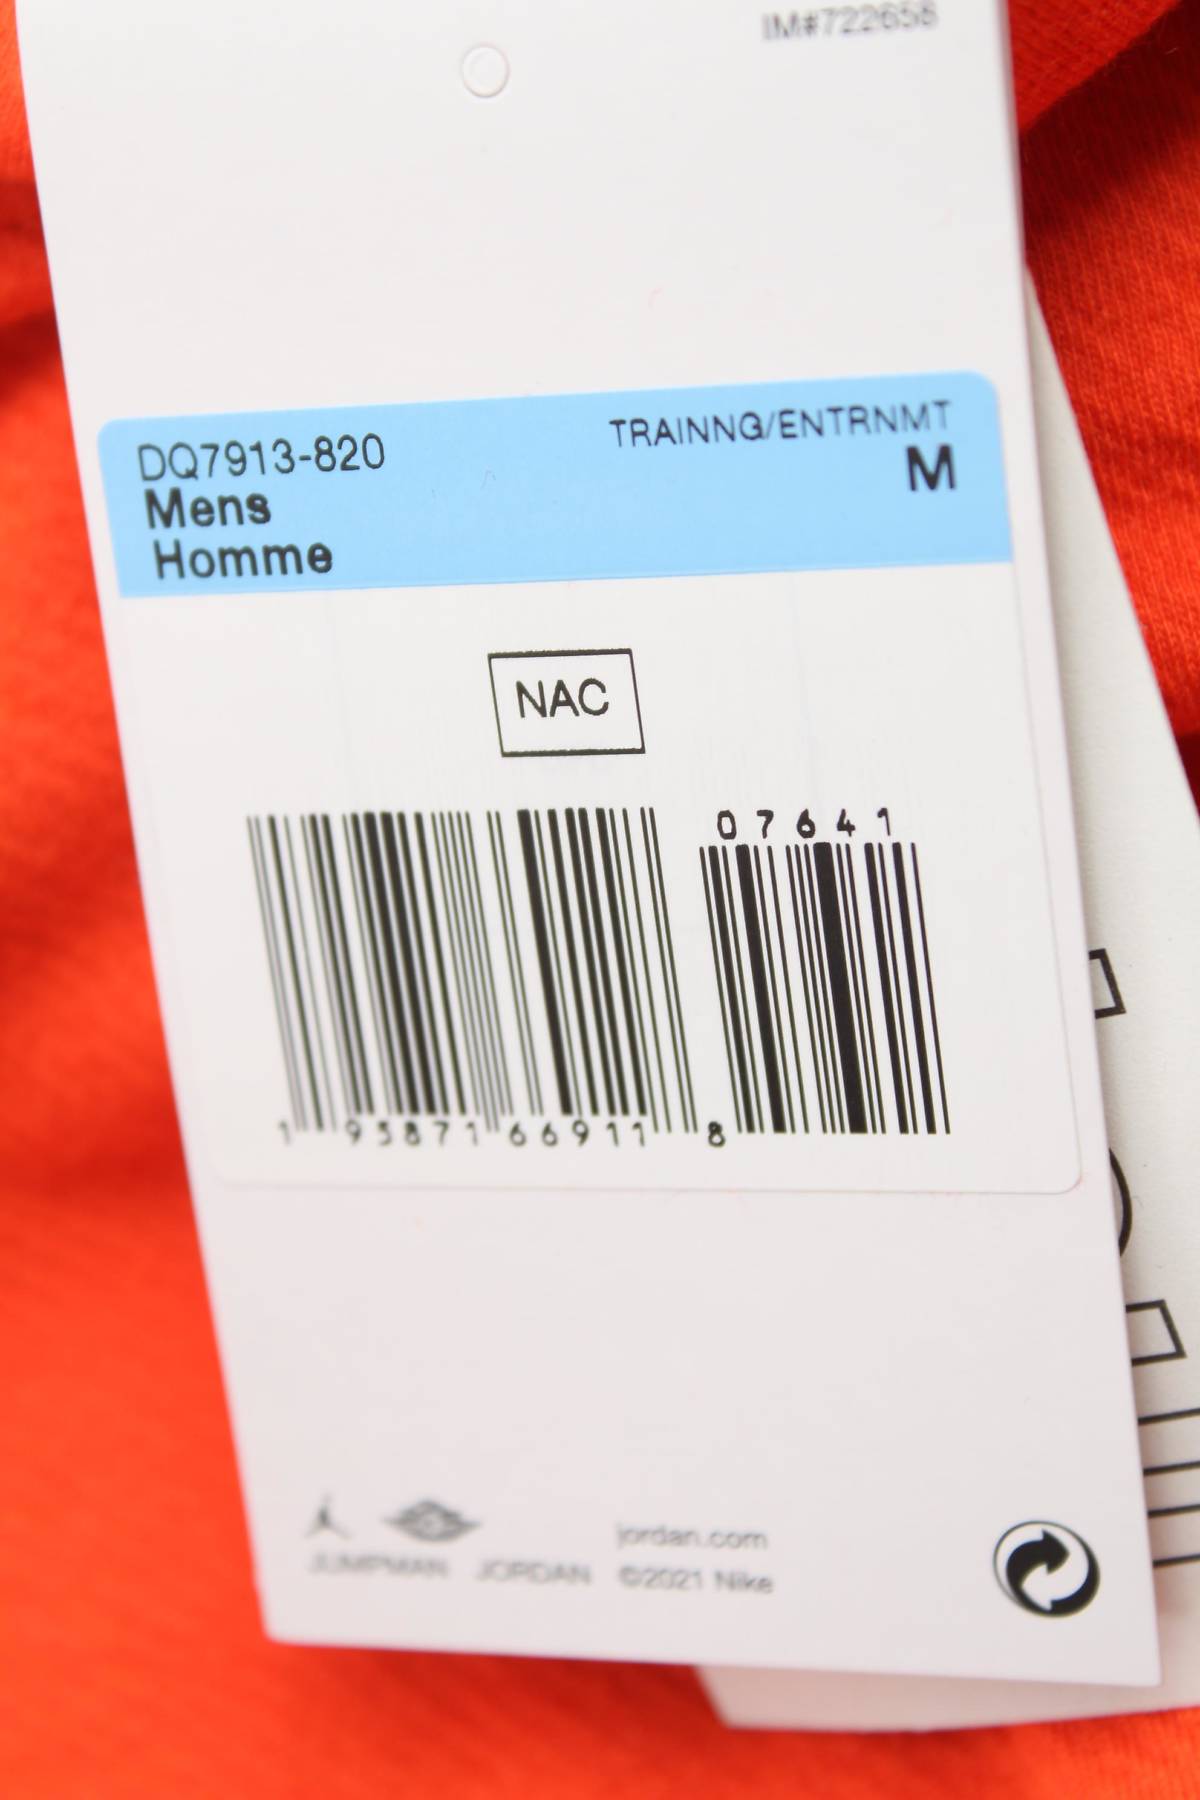 IM#722658
DQ7913-820
TRAINNG/ENTRNMT
Mens
M
Homme
NAC
07641
1 95871 66911 8
jordan.com
JUMPMAN JORDAN ©2021 Nike